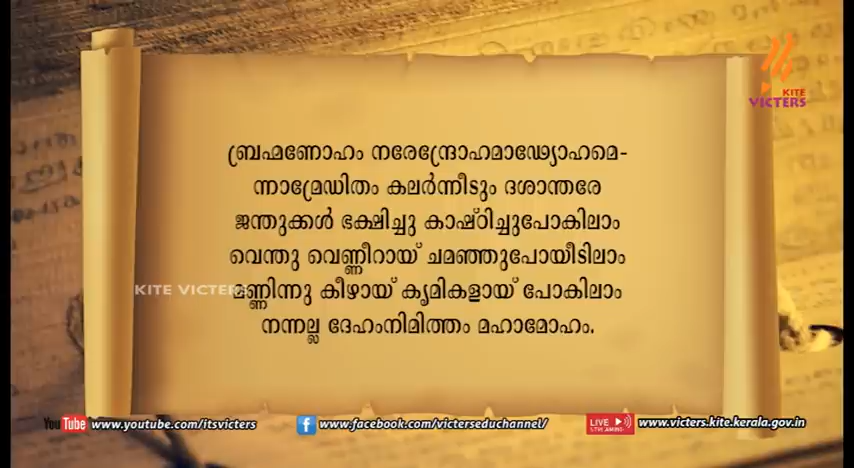 KITE
VICTERS
ബ്രഹ്മണോഹം നരേന്ദ്രോഹമാഢ്യോഹമെ-
ന്നാമ്രേഡിതം കലർന്നീടും ദശാന്തരേ
ജന്തുക്കൾ ഭക്ഷിച്ചു കാഷ്ഠിച്ചുപോകിലാം
വെന്തു വെണ്ണീറായ് ചമഞ്ഞുപോയീടിലാം
KITE VICTERS
മണ്ണിന്നു കീഴായ് കൃമികളായ് പോകിലാം
നന്നല്ല ദേഹംനിമിത്തം മഹാമോഹം.
YouTube www.youtube.com/itsvicters f www.facebook.com/victerseduchannel/ LIVE STREAMING www.victers.kite.kerala.gov.in